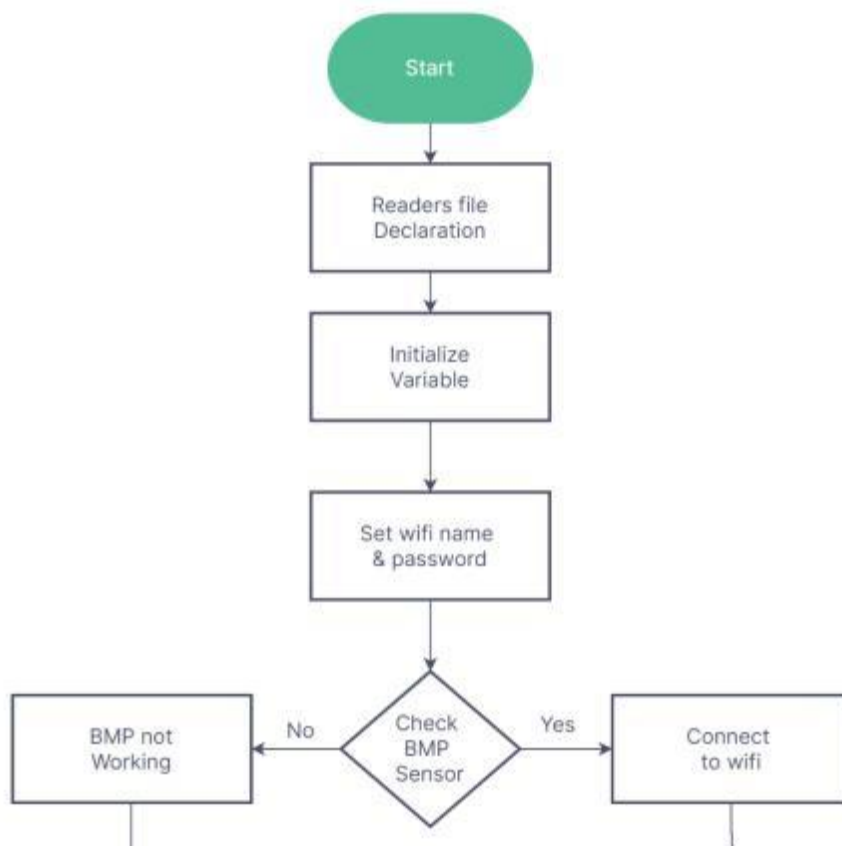 Start
Readers file
Declaration
Initialize
Variable
Set wifi name
& password
BMP not
Working
No
Check
BMP
Sensor
Yes
Connect
to wifi